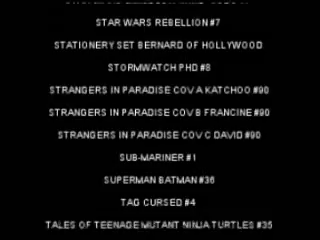 STAR WARS REBELLION #7
STATIONERY SET BERNARD OF HOLLYWOOD
STORMWATCH PHD #8
STRANGERS IN PARADISE COV A KATCHOO #90
STRANGERS IN PARADISE COV B FRANCINE #90
STRANGERS IN PARADISE COV C DAVID #90
SUB-MARINER #1
SUPERMAN BATMAN #36
TAG CURSED #4
TALES OF TEENAGE MUTANT NINJA TURTLES #35